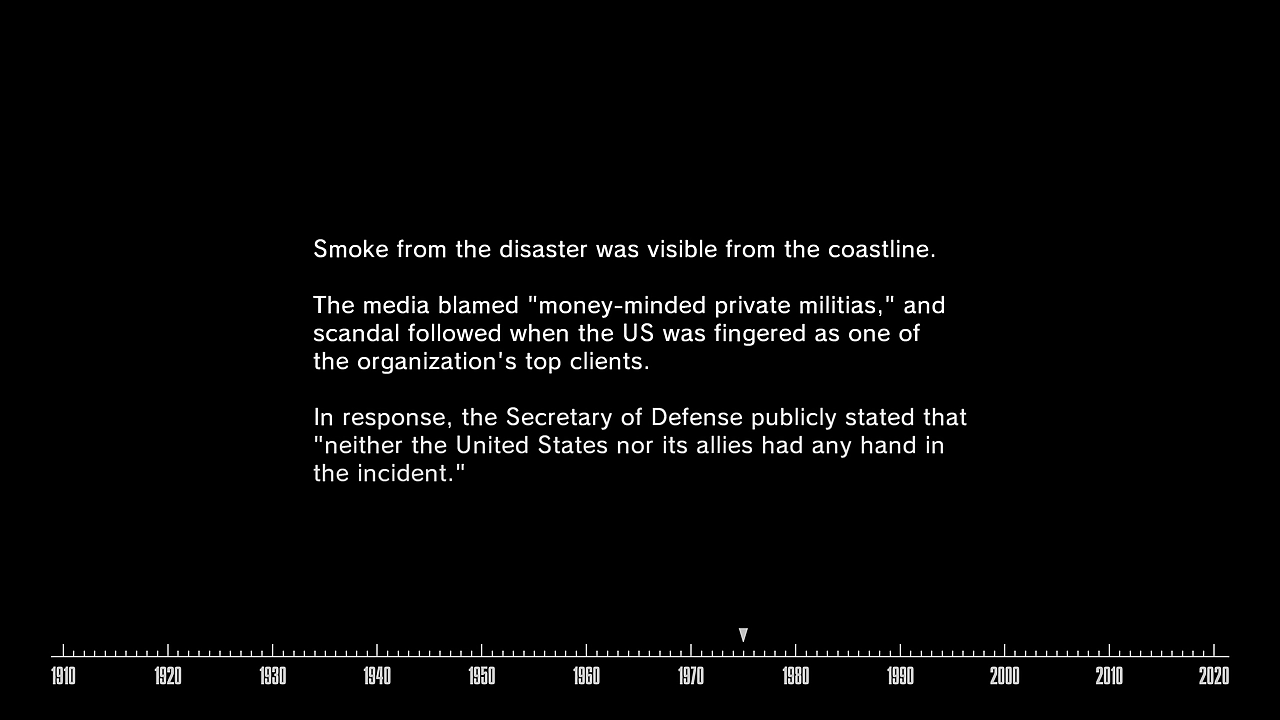 Smoke from the disaster was visible from the coastline.
The media blamed "money-minded private militias," and
scandal followed when the US was fingered as one of
the organization's top clients.
In response, the Secretary of Defense publicly stated that
"neither the United States nor its allies had any hand in
the incident."
1910 1920 1930 1940 1950 1960 1970 1980 1990 2000 2010 2020